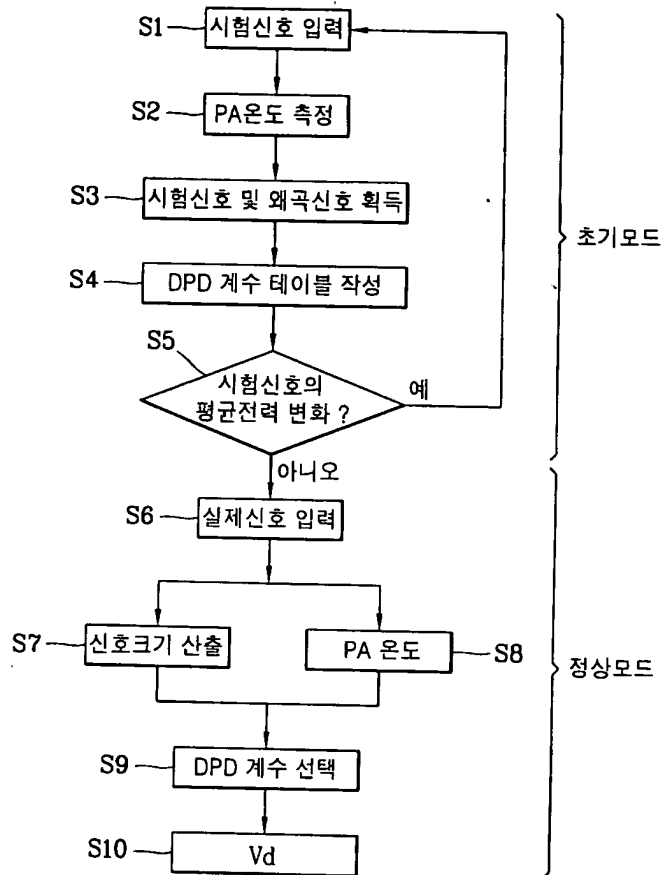 S1 시험신호 입력
S2 PA온도 측정
S3 시험신호 및 왜곡신호 획득
S4 DPD 계수 테이블 작성
S5
시험신호의
평균전력 변화 ?
예
초기모드
아니오
S6 실제신호 입력
S7 신호크기 산출
PA 온도 S8
정상모드
S9 DPD 계수 선택
S10 Vd